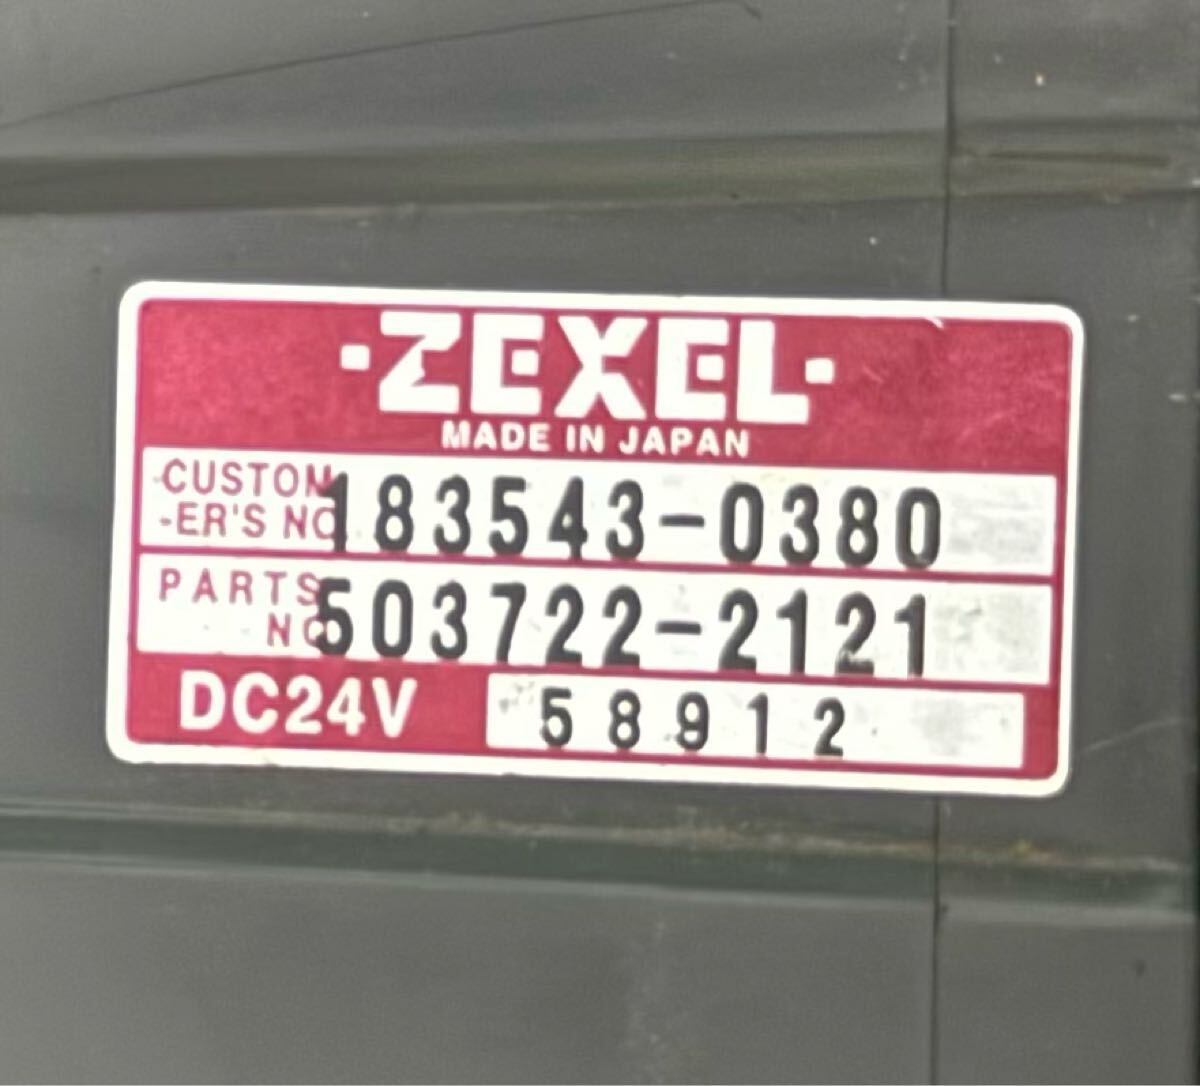 ·ZEXEL·
MADE IN JAPAN
CUSTOM
-ER'S NO 183543-0380
PARTS
NO 503722-2121
DC24V 58912